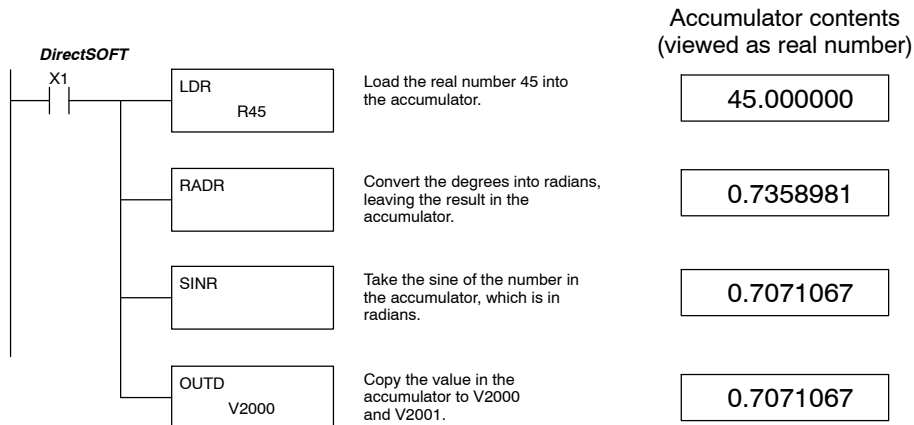 Accumulator contents
(viewed as real number)
DirectSOFT
X1
LDR
R45
Load the real number 45 into
the accumulator.
45.000000
RADR
Convert the degrees into radians,
leaving the result in the
accumulator.
0.7358981
SINR
Take the sine of the number in
the accumulator, which is in
radians.
0.7071067
OUTD
V2000
Copy the value in the
accumulator to V2000
and V2001.
0.7071067